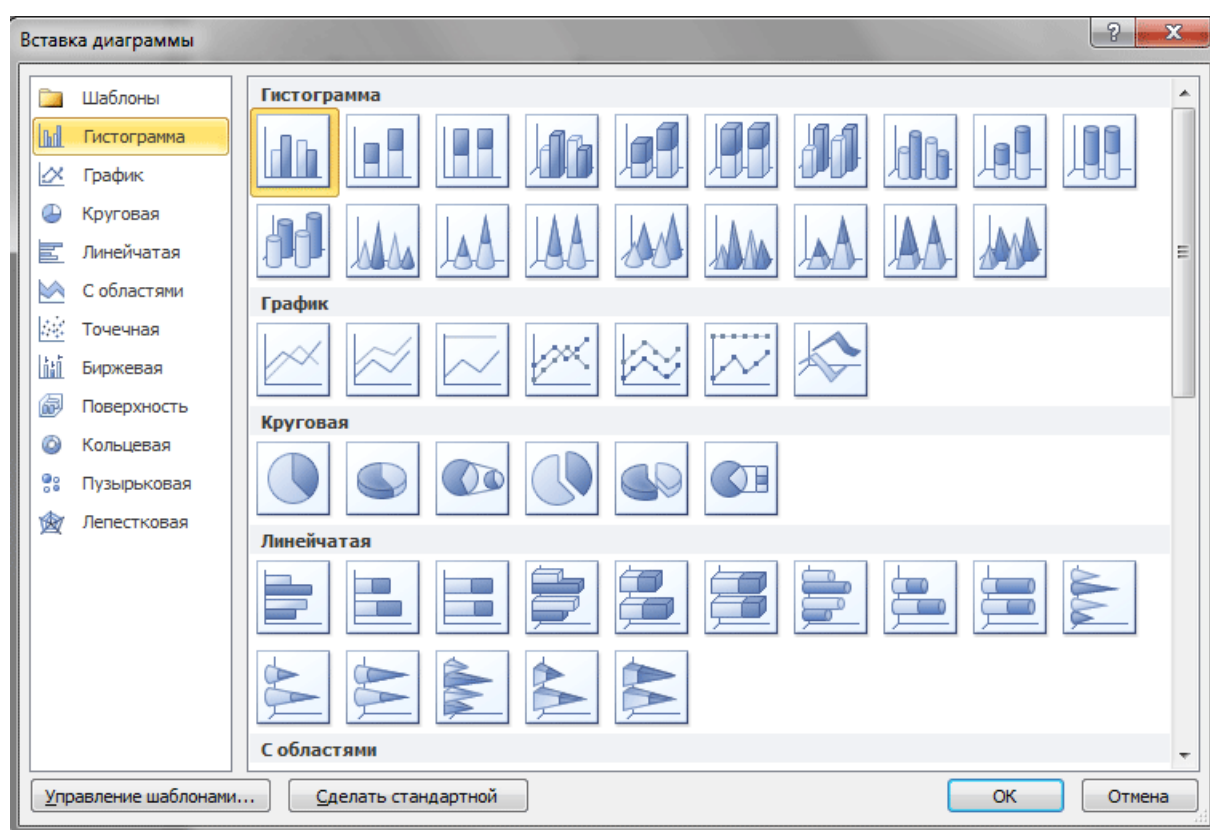 Вставка диаграммы
Шаблоны
Гистограмма
График
Круговая
Линейчатая
С областями
Точечная
Биржевая
Поверхность
Кольцевая
Пузырьковая
Лепестковая
Гистограмма
График
Круговая
Линейчатая
С областями
Управление шаблонами...
Сделать стандартной
ОК
Отмена